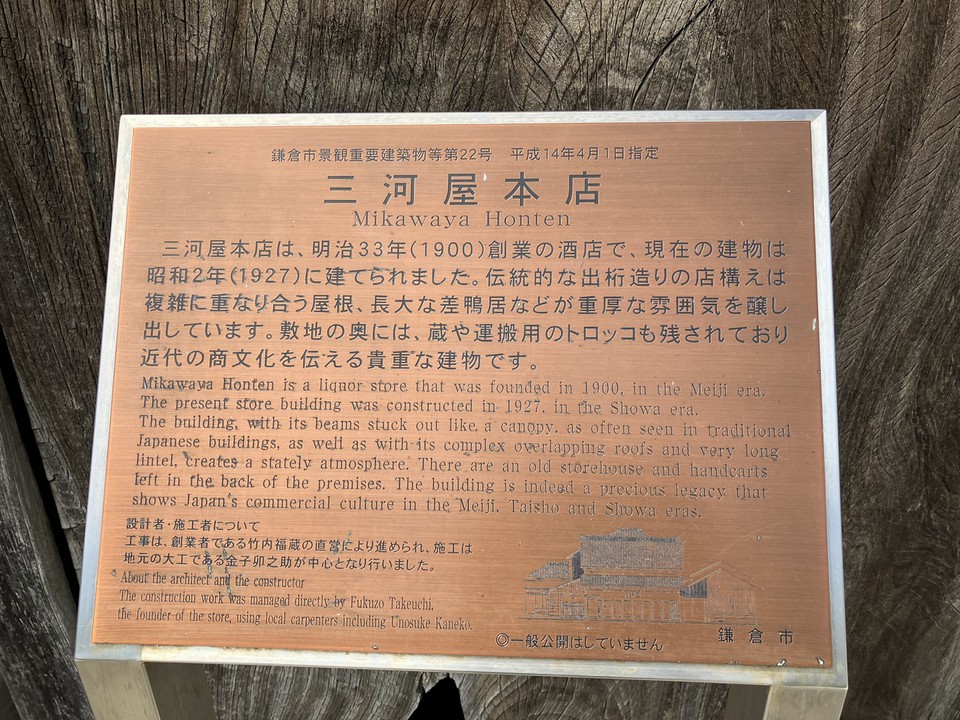 鎌倉市景観重要建築物等第22号　平成14年4月1日指定
三河屋本店
Mikawaya Honten
三河屋本店は、明治33年(1900)創業の酒店で、現在の建物は
昭和2年(1927)に建てられました。伝統的な出桁造りの店構えは
複雑に重なり合う屋根、長大な差鴨居などが重厚な雰囲気を醸し
出しています。敷地の奥には、蔵や運搬用のトロッコも残されており
近代の商文化を伝える貴重な建物です。
Mikawaya Honten is a liquor store that was founded in 1900, in the Meiji era.
The present store building was constructed in 1927, in the Showa era.
The building, with its beams stuck out like a canopy, as often seen in traditional
Japanese buildings, as well as with its complex overlapping roofs and very long
lintel, creates a stately atmosphere. There are an old storehouse and handcarts
left in the back of the premises. The building is indeed a precious legacy that
shows Japan's commercial culture in the Meiji, Taisho and Showa eras.
設計者・施工者について
工事は、創業者である竹内福蔵の直営により進められ、施工は
地元の大工である金子卯之助が中心となり行いました。
About the architect and the constructor
The construction work was managed directly by Fukuzo Takeuchi,
the founder of the store, using local carpenters including Unosuke Kaneko.
◎一般公開はしていません
鎌倉市